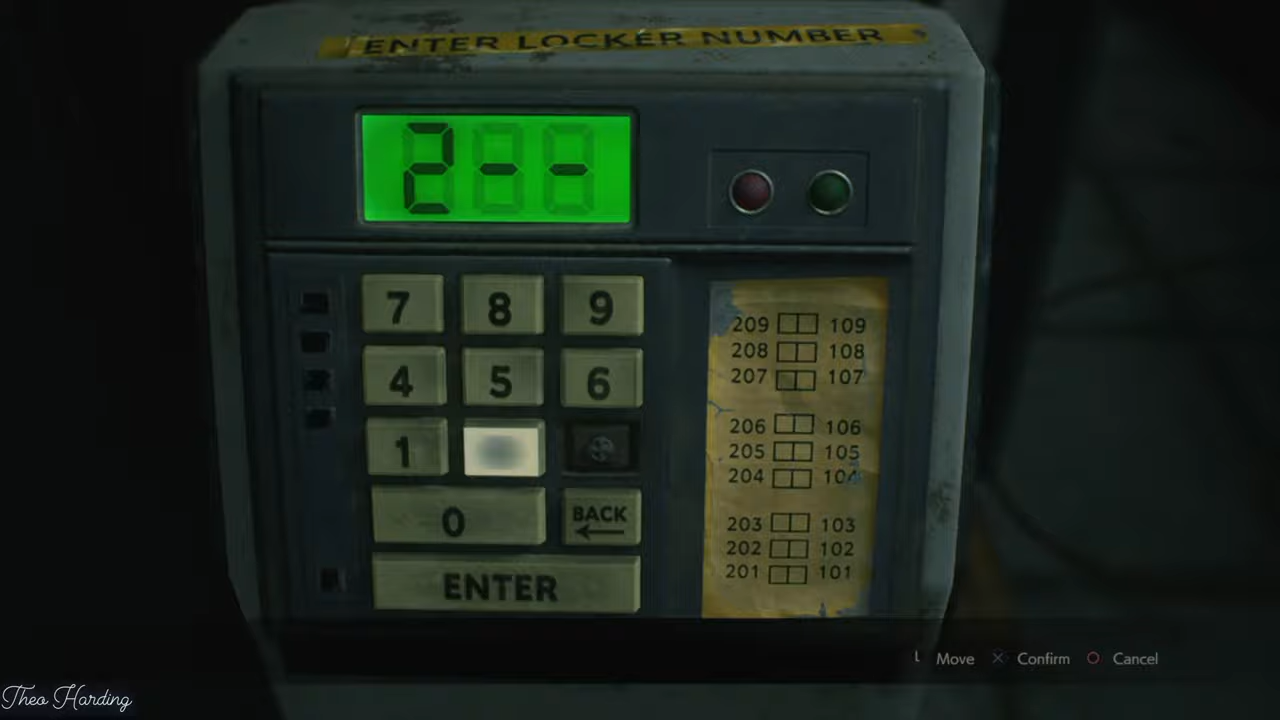 ENTER LOCKER NUMBER
2--
7 8 9
4 5 6
1
0 BACK
ENTER
209 109
208 108
207 107
206 106
205 105
204 104
203 103
202 102
201 101
L Move Confirm Cancel
Theo Harding